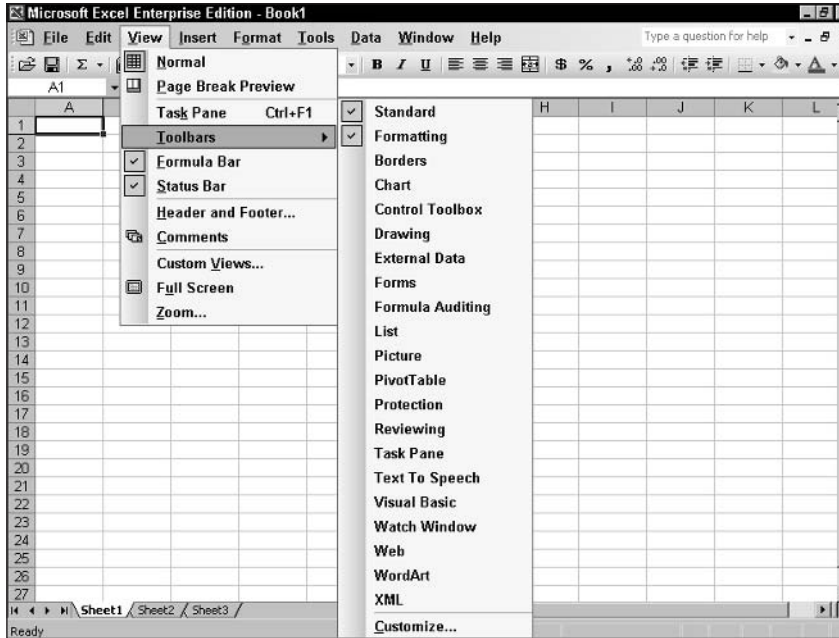 Microsoft Excel Enterprise Edition - Book1
File Edit View Insert Format Tools Data Window Help Type a question for help
Σ B I U $ % , .00 .00 A
A1
Normal
Page Break Preview
Task Pane Ctrl+F1
Toolbars
Formula Bar
Status Bar
Header and Footer...
Comments
Custom Views...
Full Screen
Zoom...
Standard
Formatting
Borders
Chart
Control Toolbox
Drawing
External Data
Forms
Formula Auditing
List
Picture
PivotTable
Protection
Reviewing
Task Pane
Text To Speech
Visual Basic
Watch Window
Web
WordArt
XML
Customize...
A H I J K L
1
2
3
4
5
6
7
8
9
10
11
12
13
14
15
16
17
18
19
20
21
22
23
24
25
26
27
Sheet1 Sheet2 Sheet3
Ready